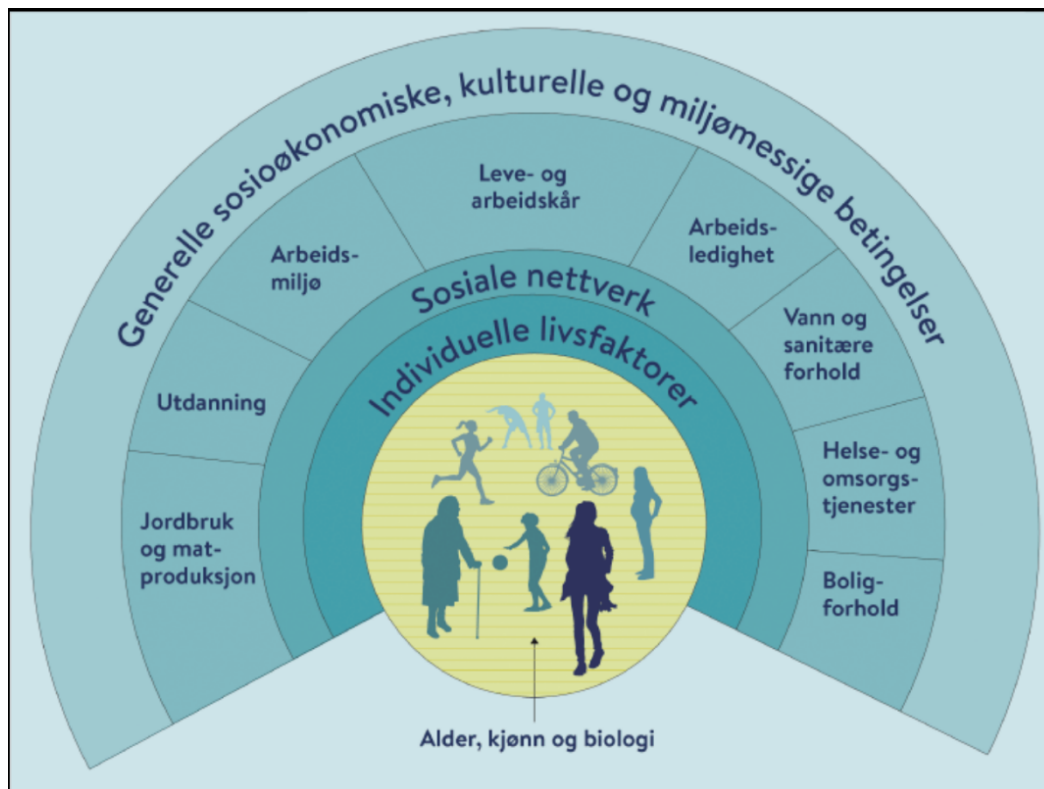 Generelle sosioøkonomiske, kulturelle og miljømessige betingelser
Leve- og
arbeidskår
Arbeids-
miljø
Arbeids-
ledighet
Utdanning
Vann og
sanitære
forhold
Jordbruk
og mat-
produksjon
Helse- og
omsorgs-
tjenester
Bolig-
forhold
Sosiale nettverk
Individuelle livsfaktorer
Alder, kjønn og biologi